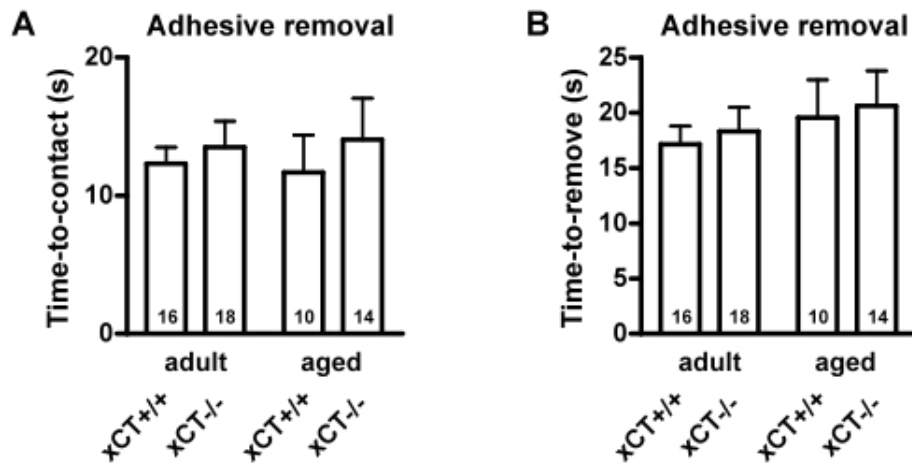 A Adhesive removal
Time-to-contact (s)
20
10
0
16 18 10 14
adult aged
xCT+/+ xCT-/- xCT+/+ xCT-/-
B Adhesive removal
Time-to-remove (s)
25
20
15
10
5
0
16 18 10 14
adult aged
xCT+/+ xCT-/- xCT+/+ xCT-/-